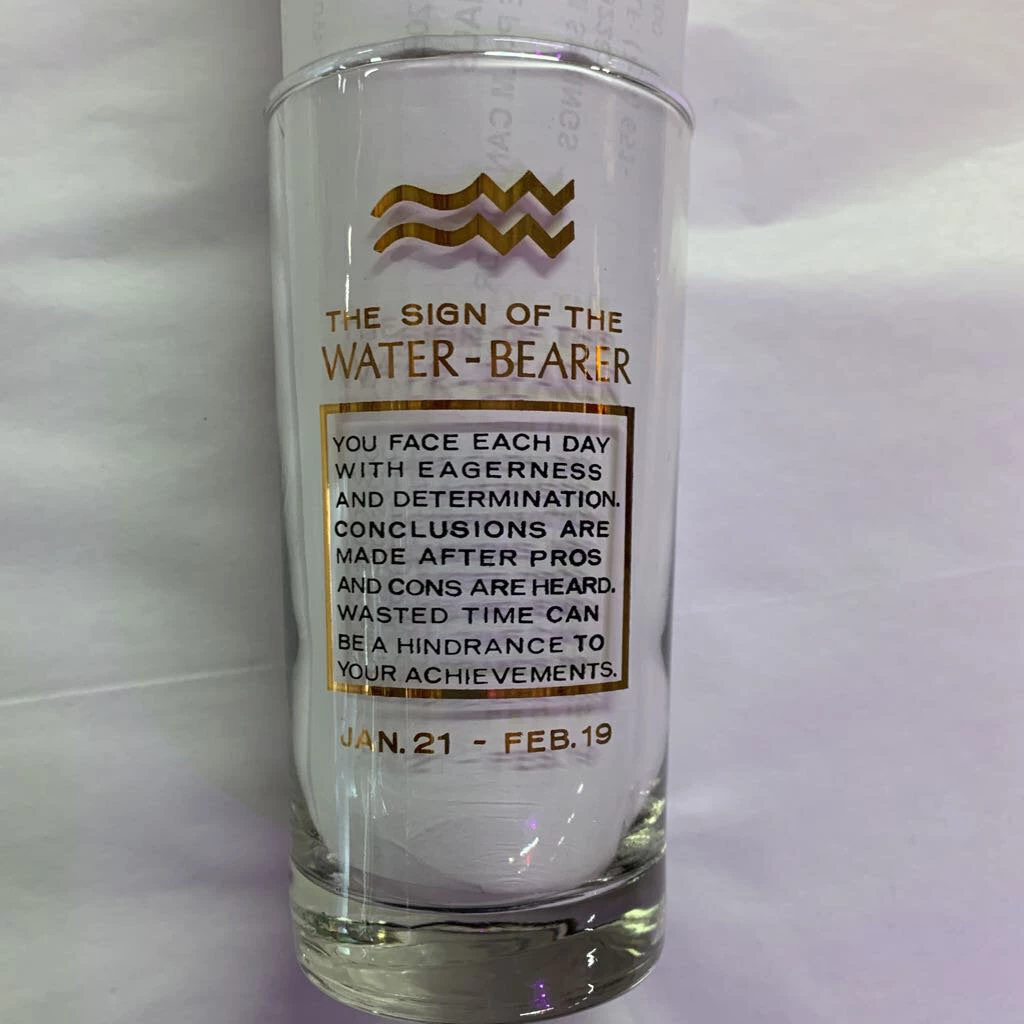 THE SIGN OF THE
WATER-BEARER
YOU FACE EACH DAY
WITH EAGERNESS
AND DETERMINATION.
CONCLUSIONS ARE
MADE AFTER PROS
AND CONS ARE HEARD.
WASTED TIME CAN
BE A HINDRANCE TO
YOUR ACHIEVEMENTS.
JAN. 21 - FEB. 19